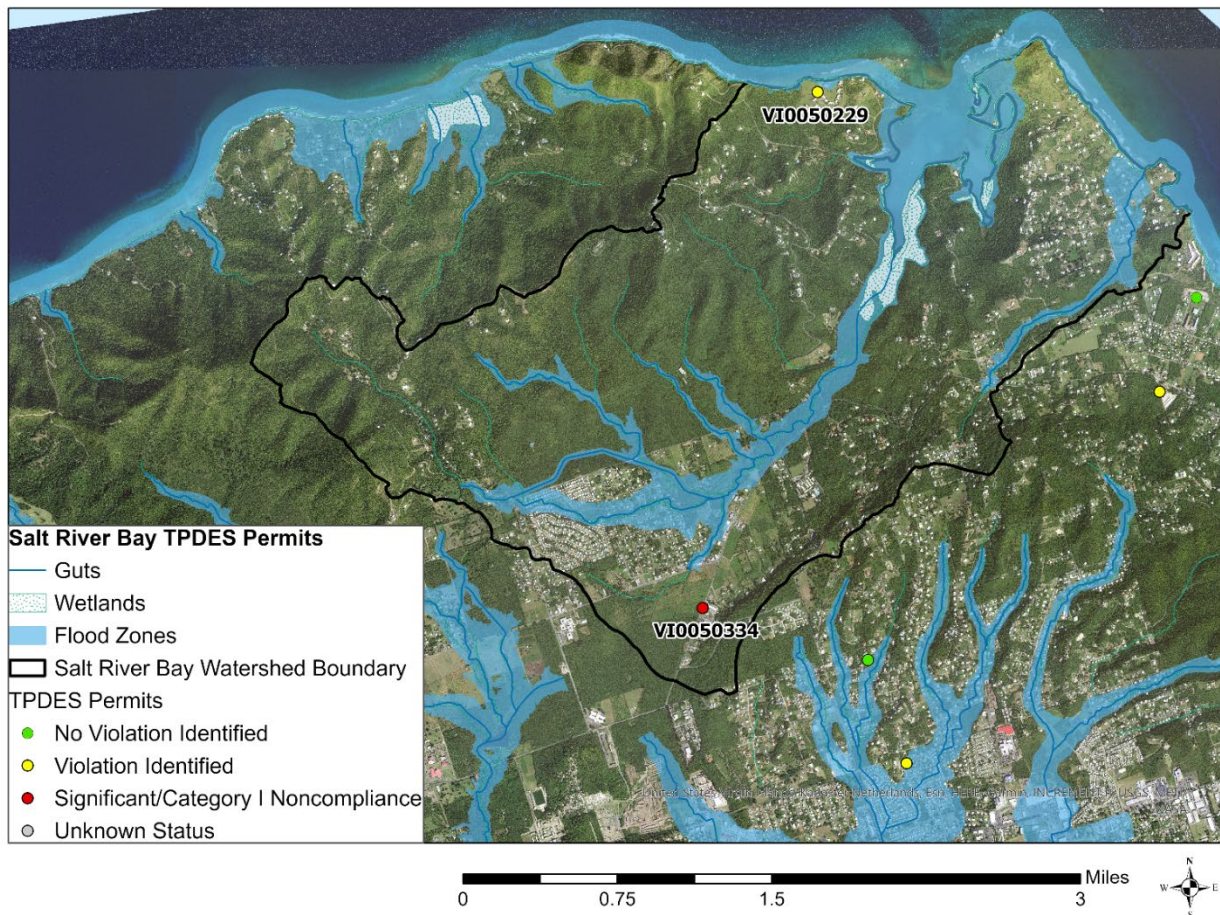 VI0050229
VI0050334
Salt River Bay TPDES Permits
Guts
Wetlands
Flood Zones
Salt River Bay Watershed Boundary
TPDES Permits
No Violation Identified
Violation Identified
Significant/Category I Noncompliance
Unknown Status
Miles
0 0.75 1.5 3
N
W E
S